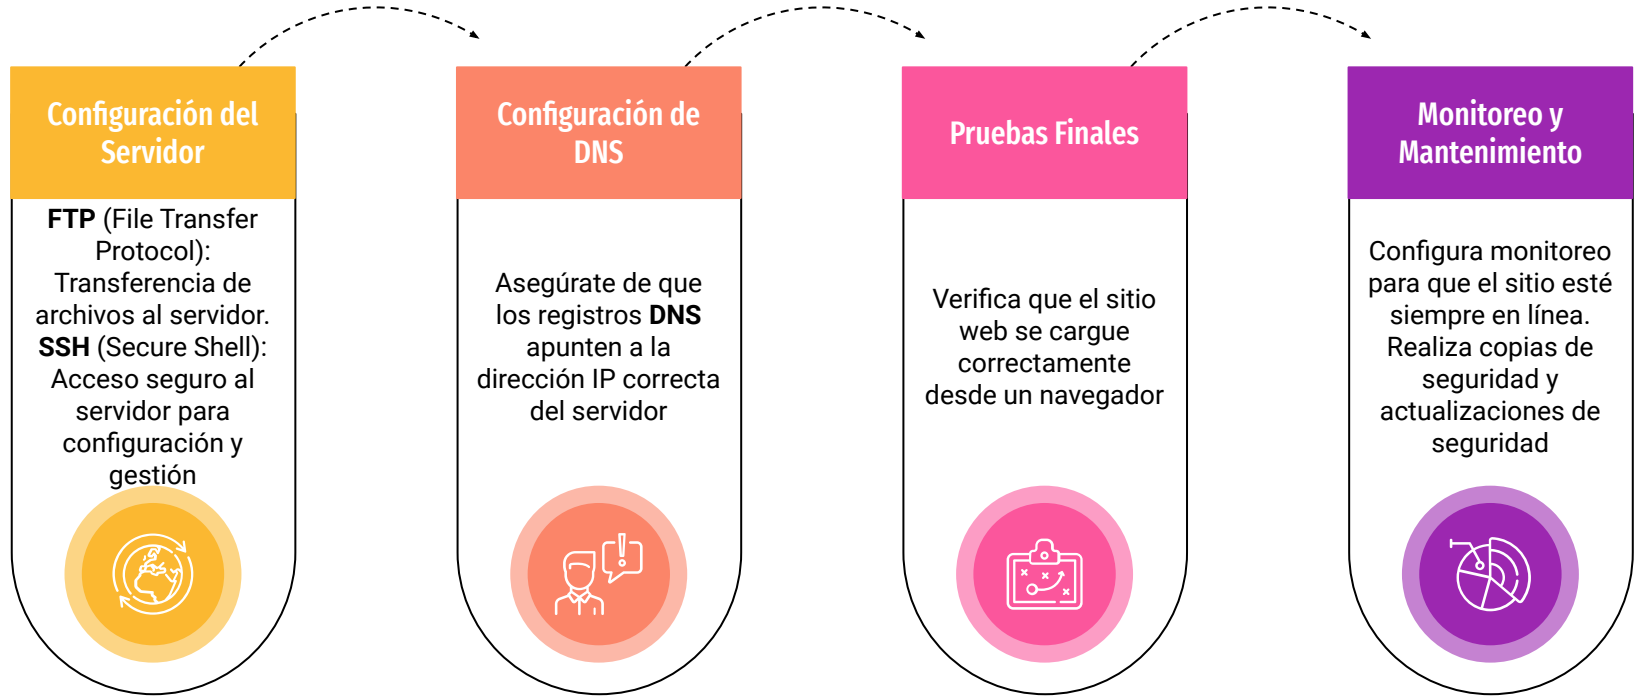 Configuración del
Servidor
FTP (File Transfer
Protocol):
Transferencia de
archivos al servidor.
SSH (Secure Shell):
Acceso seguro al
servidor para
configuración y
gestión
Configuración de
DNS
Asegúrate de que
los registros DNS
apunten a la
dirección IP correcta
del servidor
Pruebas Finales
Verifica que el sitio
web se cargue
correctamente
desde un navegador
Monitoreo y
Mantenimiento
Configura monitoreo
para que el sitio esté
siempre en línea.
Realiza copias de
seguridad y
actualizaciones de
seguridad